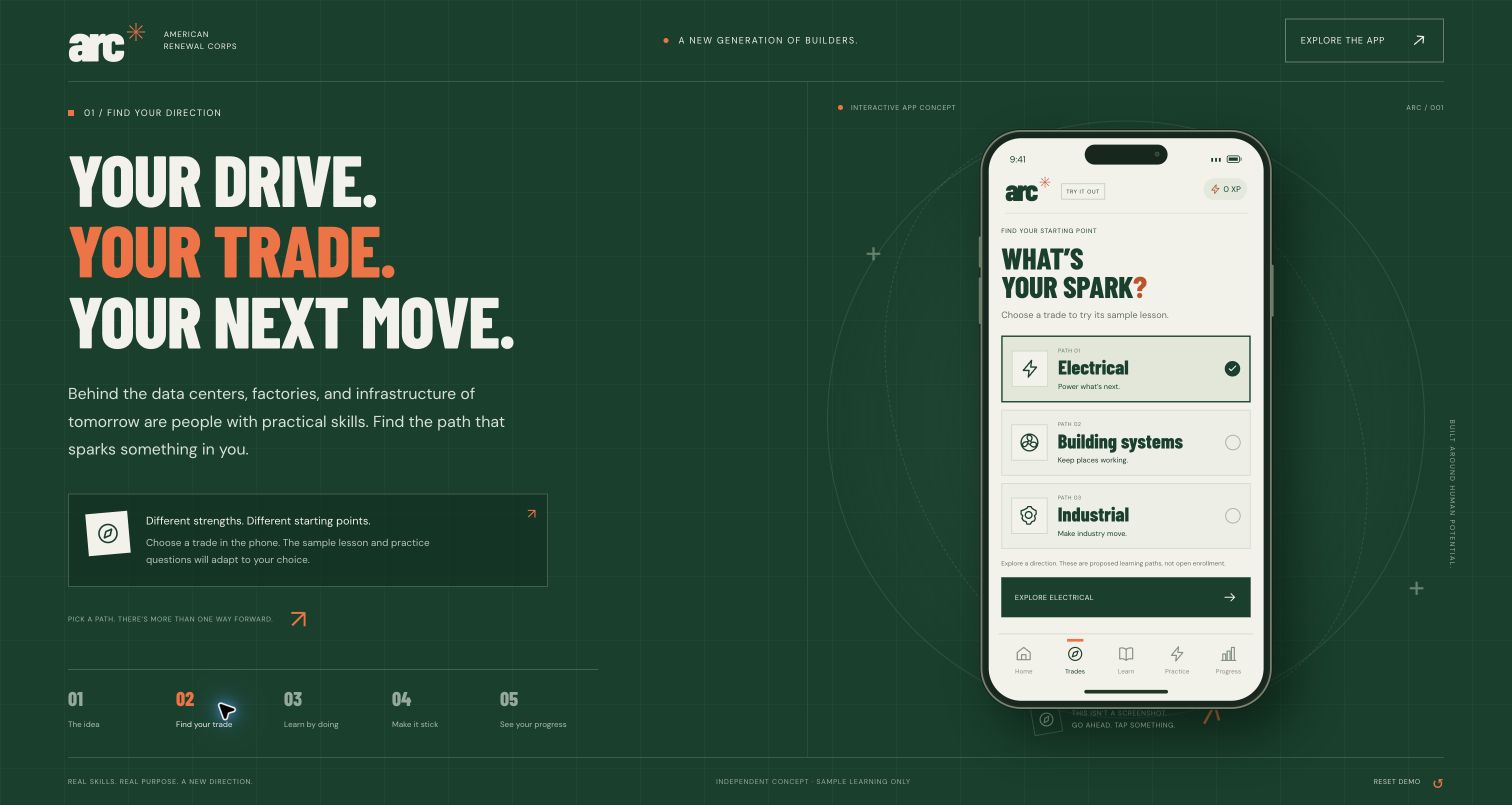 arc
AMERICAN
RENEWAL CORPS
A NEW GENERATION OF BUILDERS.
EXPLORE THE APP
01 / FIND YOUR DIRECTION
YOUR DRIVE.
YOUR TRADE.
YOUR NEXT MOVE.
Behind the data centers, factories, and infrastructure of
tomorrow are people with practical skills. Find the path that
sparks something in you.
Different strengths. Different starting points.
Choose a trade in the phone. The sample lesson and practice
questions will adapt to your choice.
PICK A PATH. THERE'S MORE THAN ONE WAY FORWARD.
01
The idea
02
Find your trade
03
Learn by doing
04
Make it stick
05
See your progress
INTERACTIVE APP CONCEPT
ARC / 001
9:41
arc
TRY IT OUT
0 XP
FIND YOUR STARTING POINT
WHAT'S
YOUR SPARK?
Choose a trade to try its sample lesson.
PATH 01
Electrical
Power what's next.
PATH 02
Building systems
Keep places working.
PATH 03
Industrial
Make industry move.
Explore a direction. These are proposed learning paths, not open enrollment.
EXPLORE ELECTRICAL
Home
Trades
Learn
Practice
Progress
THIS ISN'T A SCREENSHOT.
GO AHEAD. TAP SOMETHING.
BUILT AROUND HUMAN POTENTIAL.
REAL SKILLS. REAL PURPOSE. A NEW DIRECTION.
INDEPENDENT CONCEPT · SAMPLE LEARNING ONLY
RESET DEMO